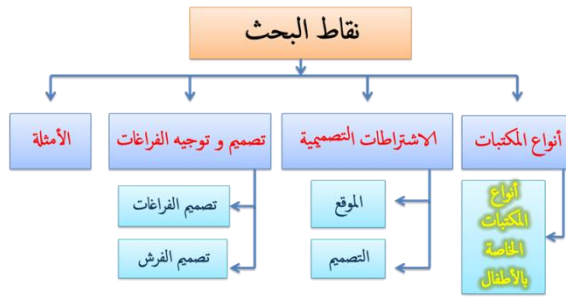 نقاط البحث
أنواع المكتبات
الاشتراطات التصميمية
تصميم و توجيه الفراغات
الأمثلة
أنواع
المكتبات
الخاصة
بالأطفال
الموقع
التصميم
تصميم الفراغات
تصميم الفرش